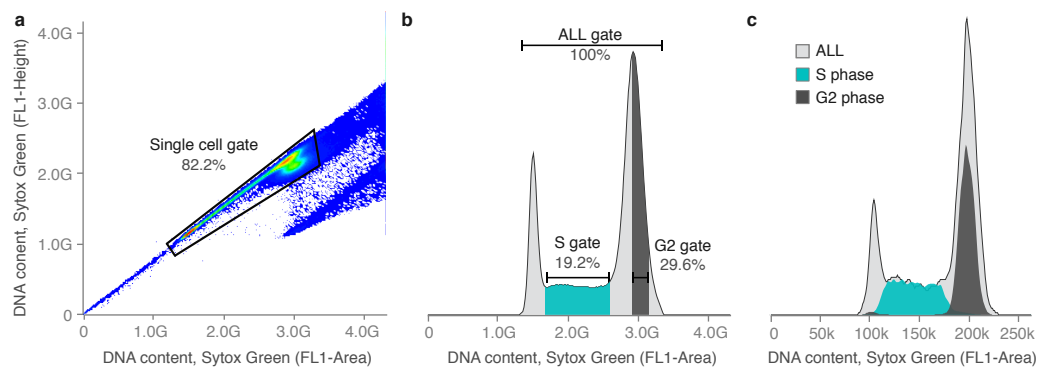 a
4.0G
3.0G
2.0G
1.0G
0
DNA conent, Sytox Green (FL1-Height)
Single cell gate
82.2%
0
1.0G
2.0G
3.0G
4.0G
DNA content, Sytox Green (FL1-Area)
b
ALL gate
100%
S gate
19.2%
G2 gate
29.6%
0
1.0G
2.0G
3.0G
4.0G
DNA content, Sytox Green (FL1-Area)
c
ALL
S phase
G2 phase
0
50k
100k
150k
200k
250k
DNA content, Sytox Green (FL1-Area)